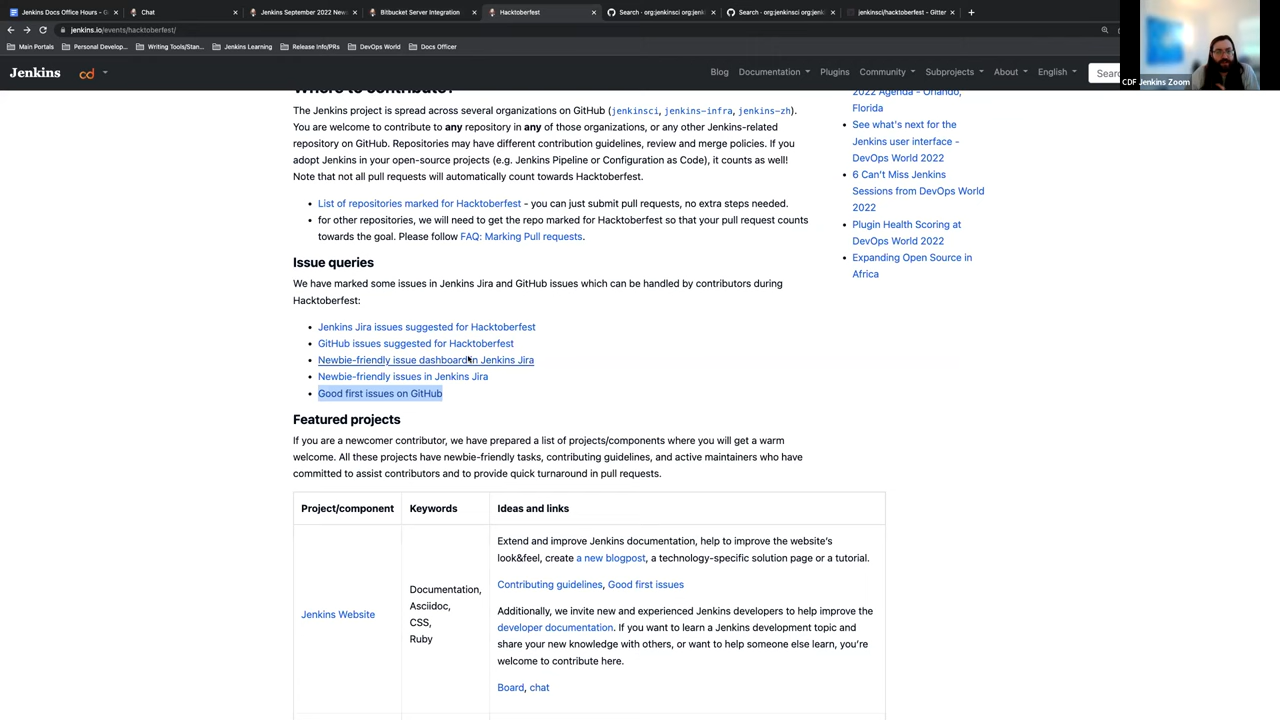 Jenkins Docs Office Hours - G
Chat
Jenkins September 2022 New
Bitbucket Server Integration
Hacktoberfest
Search · org:jenkinsci org:jenk
Search · org:jenkinsci org:jen
jenkinsci/hacktoberfest - Gitter
jenkins.io/events/hacktoberfest/
Main Portals
Personal Develop...
Writing Tools/Stan...
Jenkins Learning
Release Info/PRs
DevOps World
Docs Officer
Jenkins
cd
Blog
Documentation
Plugins
Community
Subprojects
About
English
Searc
CDF Jenkins Zoom
Where to contribute?
The Jenkins project is spread across several organizations on GitHub (jenkinsci, jenkins-infra, jenkins-zh).
You are welcome to contribute to any repository in any of those organizations, or any other Jenkins-related
repository on GitHub. Repositories may have different contribution guidelines, review and merge policies. If you
adopt Jenkins in your open-source projects (e.g. Jenkins Pipeline or Configuration as Code), it counts as well!
Note that not all pull requests will automatically count towards Hacktoberfest.
List of repositories marked for Hacktoberfest - you can just submit pull requests, no extra steps needed.
for other repositories, we will need to get the repo marked for Hacktoberfest so that your pull request counts
towards the goal. Please follow FAQ: Marking Pull requests.
Issue queries
We have marked some issues in Jenkins Jira and GitHub issues which can be handled by contributors during
Hacktoberfest:
Jenkins Jira issues suggested for Hacktoberfest
GitHub issues suggested for Hacktoberfest
Newbie-friendly issue dashboard in Jenkins Jira
Newbie-friendly issues in Jenkins Jira
Good first issues on GitHub
Featured projects
If you are a newcomer contributor, we have prepared a list of projects/components where you will get a warm
welcome. All these projects have newbie-friendly tasks, contributing guidelines, and active maintainers who have
committed to assist contributors and to provide quick turnaround in pull requests.
Project/component
Keywords
Ideas and links
Jenkins Website
Documentation,
Asciidoc,
CSS,
Ruby
Extend and improve Jenkins documentation, help to improve the website's
look&feel, create a new blogpost, a technology-specific solution page or a tutorial.
Contributing guidelines, Good first issues
Additionally, we invite new and experienced Jenkins developers to help improve the
developer documentation. If you want to learn a Jenkins development topic and
share your new knowledge with others, or want to help someone else learn, you're
welcome to contribute here.
Board, chat
2022 Agenda - Orlando,
Florida
See what's next for the
Jenkins user interface -
DevOps World 2022
6 Can't Miss Jenkins
Sessions from DevOps World
2022
Plugin Health Scoring at
DevOps World 2022
Expanding Open Source in
Africa